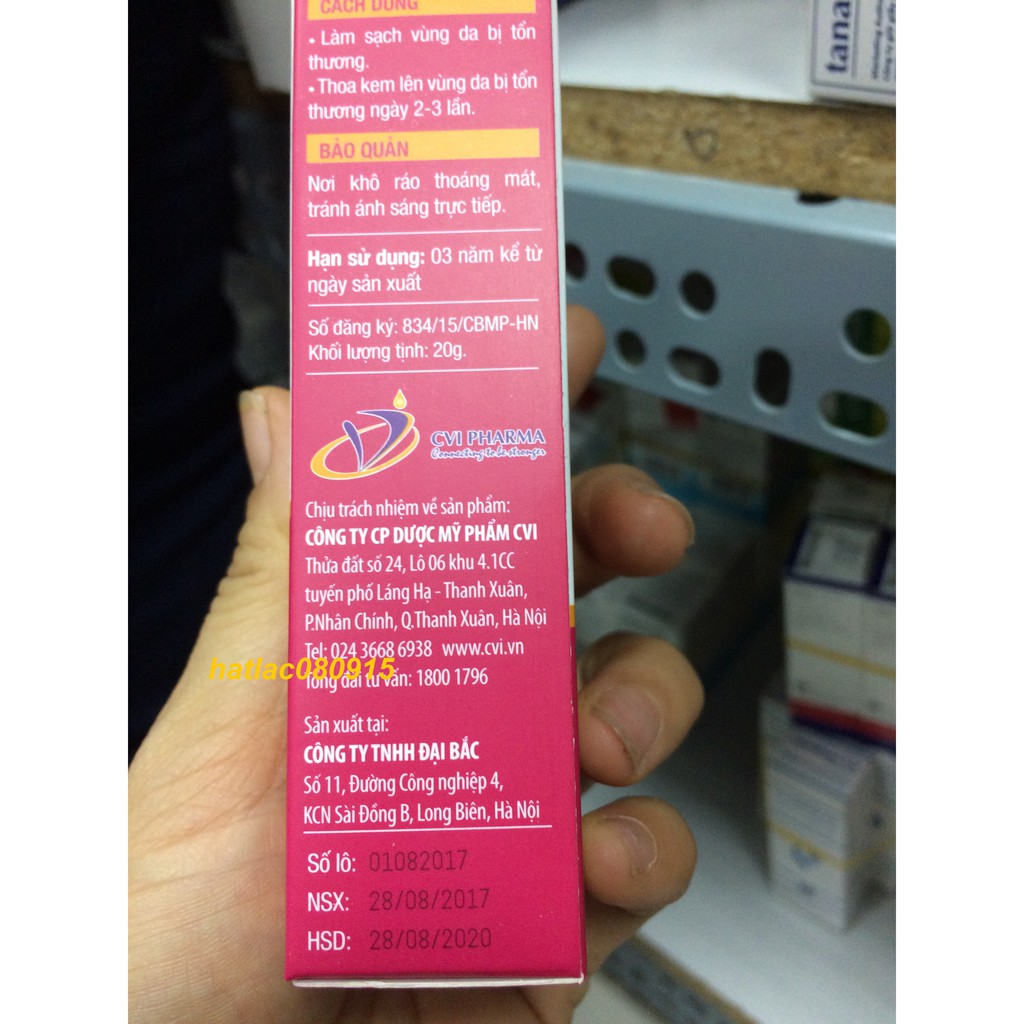 CÁCH DÙNG
• Làm sạch vùng da bị tổn
thương.
• Thoa kem lên vùng da bị tổn
thương ngày 2-3 lần.
BẢO QUẢN
Nơi khô ráo thoáng mát,
tránh ánh sáng trực tiếp.
Hạn sử dụng: 03 năm kể từ
ngày sản xuất
Số đăng ký: 834/15/CBMP-HN
Khối lượng tịnh: 20g.
CVI PHARMA
Connecting to be stronger
Chịu trách nhiệm về sản phẩm:
CÔNG TY CP DƯỢC MỸ PHẨM CVI
Thửa đất số 24, Lô 06 khu 4.1CC
tuyến phố Láng Hạ - Thanh Xuân,
P.Nhân Chính, Q.Thanh Xuân, Hà Nội
Tel: 024 3668 6938 www.cvi.vn
hatlac080915
Tổng đài tư vấn: 1800 1796
Sản xuất tại:
CÔNG TY TNHH ĐẠI BẮC
Số 11, Đường Công nghiệp 4,
KCN Sài Đồng B, Long Biên, Hà Nội
Số lô: 01082017
NSX: 28/08/2017
HSD: 28/08/2020
tana